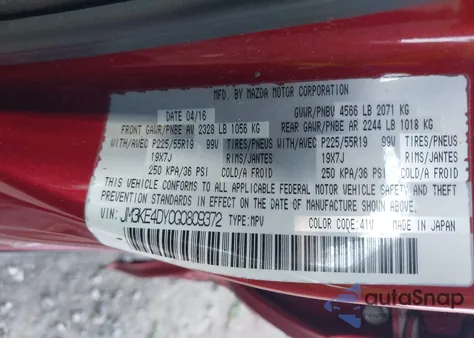 MFD. BY MAZDA MOTOR CORPORATION
DATE 04/16 GVWR/PNBV 4566 LB 2071 KG
FRONT GAWR/PNBE AV 2328 LB 1056 KG REAR GAWR/PNBE AR 2244 LB 1018 KG
WITH/AVEC P225/55R19 99V TIRES/PNEUS WITH/AVEC P225/55R19 99V TIRES/PNEUS
19X7J RIMS/JANTES 19X7J RIMS/JANTES
250 KPA/36 PSI COLD/FROID 250 KPA/36 PSI COLD/FROID
THIS VEHICLE CONFORMS TO ALL APPLICABLE FEDERAL MOTOR VEHICLE SAFETY, BUMPER, AND THEFT
PREVENTION STANDARDS IN EFFECT ON THE DATE OF MANUFACTURE SHOWN ABOVE.
VIN: JM3KE4DY0G0809372 TYPE: MPV
COLOR CODE: 41V MADE IN JAPAN
autoSnap